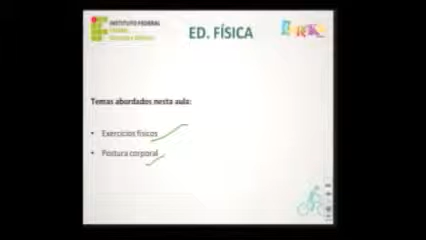 INSTITUTO FEDERAL
ED. FÍSICA
Temas abordados nesta aula:
• Exercícios físicos
• Postura corporal